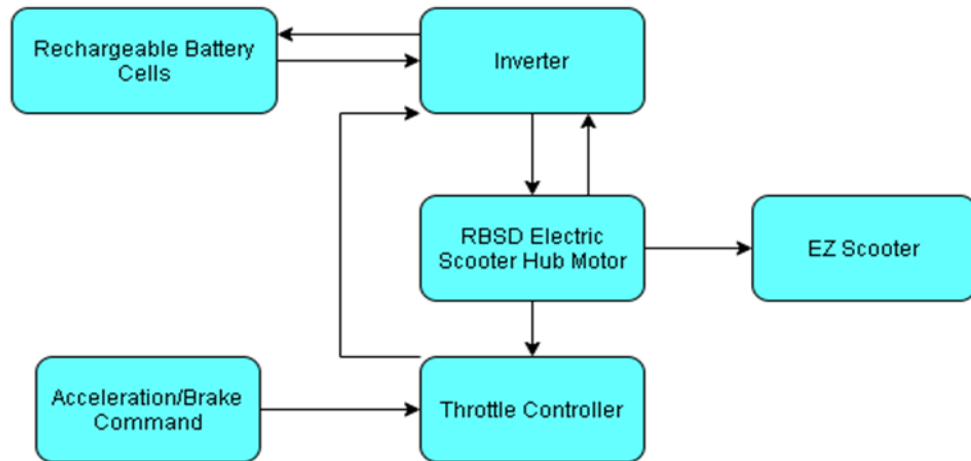 Rechargeable Battery
Cells
Inverter
RBSD Electric
Scooter Hub Motor
EZ Scooter
Acceleration/Brake
Command
Throttle Controller